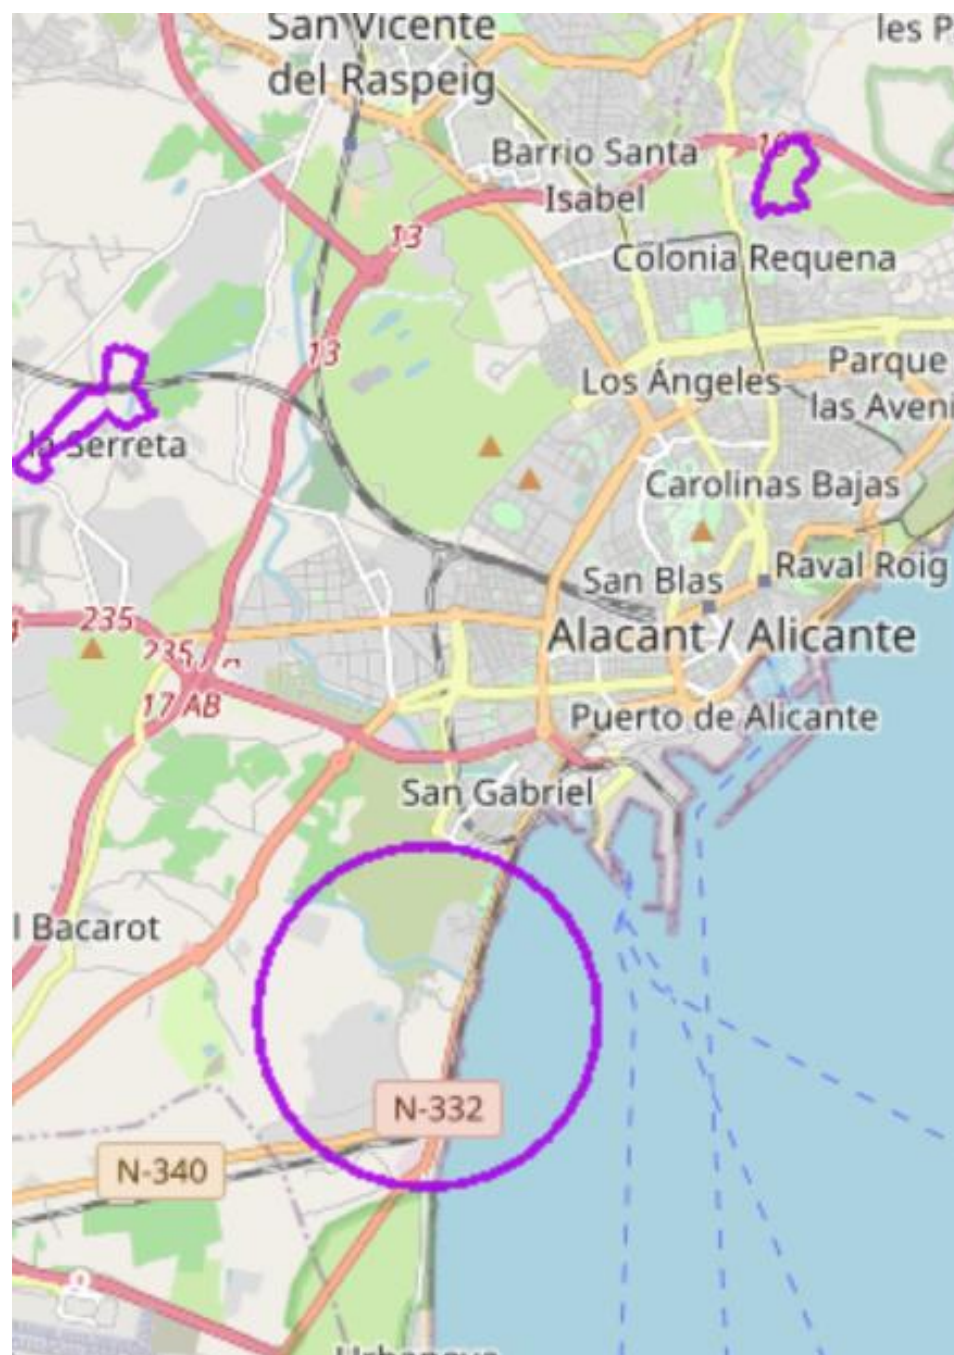 San Vicente
del Raspeig
les P
Barrio Santa
Isabel
13
Colonia Requena
13
Parque
las Aveni
Los Ángeles
la Serreta
Carolinas Bajas
San Blas
Raval Roig
235
Alacant / Alicante
235
17 AB
Puerto de Alicante
San Gabriel
l Bacarot
N-332
N-340